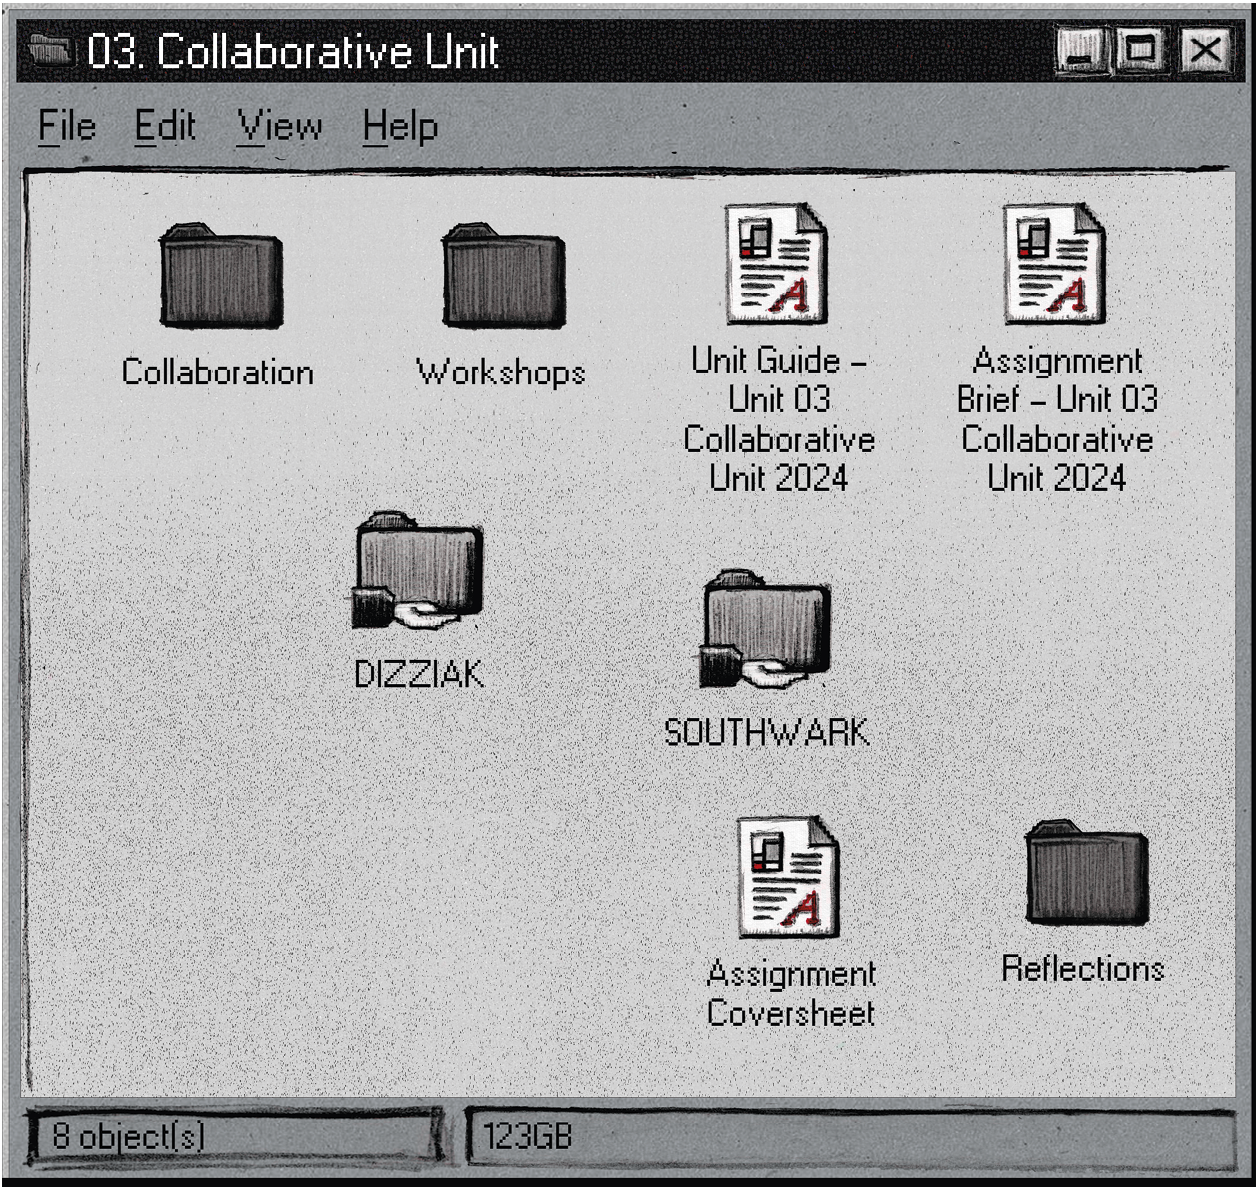 03. Collaborative Unit
File Edit View Help
Collaboration
Workshops
Unit Guide –
Unit 03
Collaborative
Unit 2024
Assignment
Brief – Unit 03
Collaborative
Unit 2024
DIZZIAK
SOUTHWARK
Assignment
Coversheet
Reflections
8 object(s)
123GB